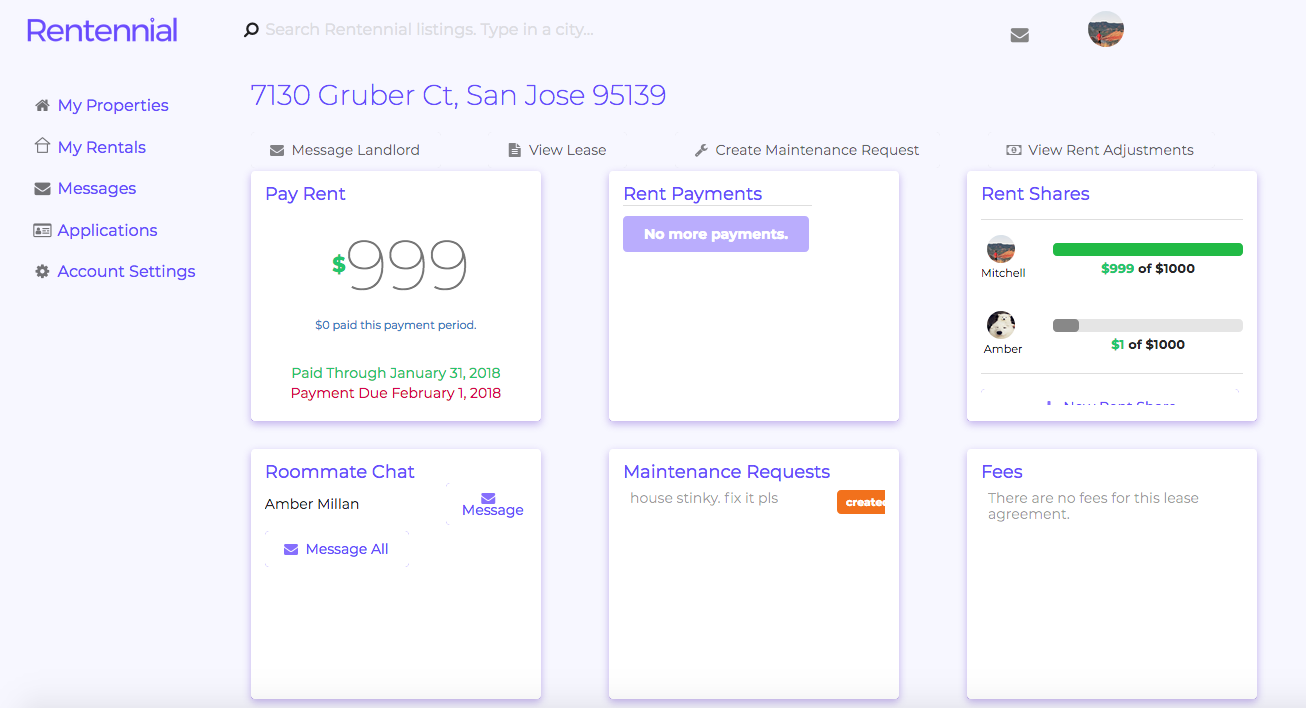 Rentennial
Search Rentennial listings. Type in a city...
My Properties
My Rentals
Messages
Applications
Account Settings
7130 Gruber Ct, San Jose 95139
Message Landlord
View Lease
Create Maintenance Request
View Rent Adjustments
Pay Rent
$999
$0 paid this payment period.
Paid Through January 31, 2018
Payment Due February 1, 2018
Rent Payments
No more payments.
Rent Shares
Mitchell
$999 of $1000
Amber
$1 of $1000
New Rent Share
Roommate Chat
Amber Millan
Message
Message All
Maintenance Requests
house stinky. fix it pls
created
Fees
There are no fees for this lease
agreement.